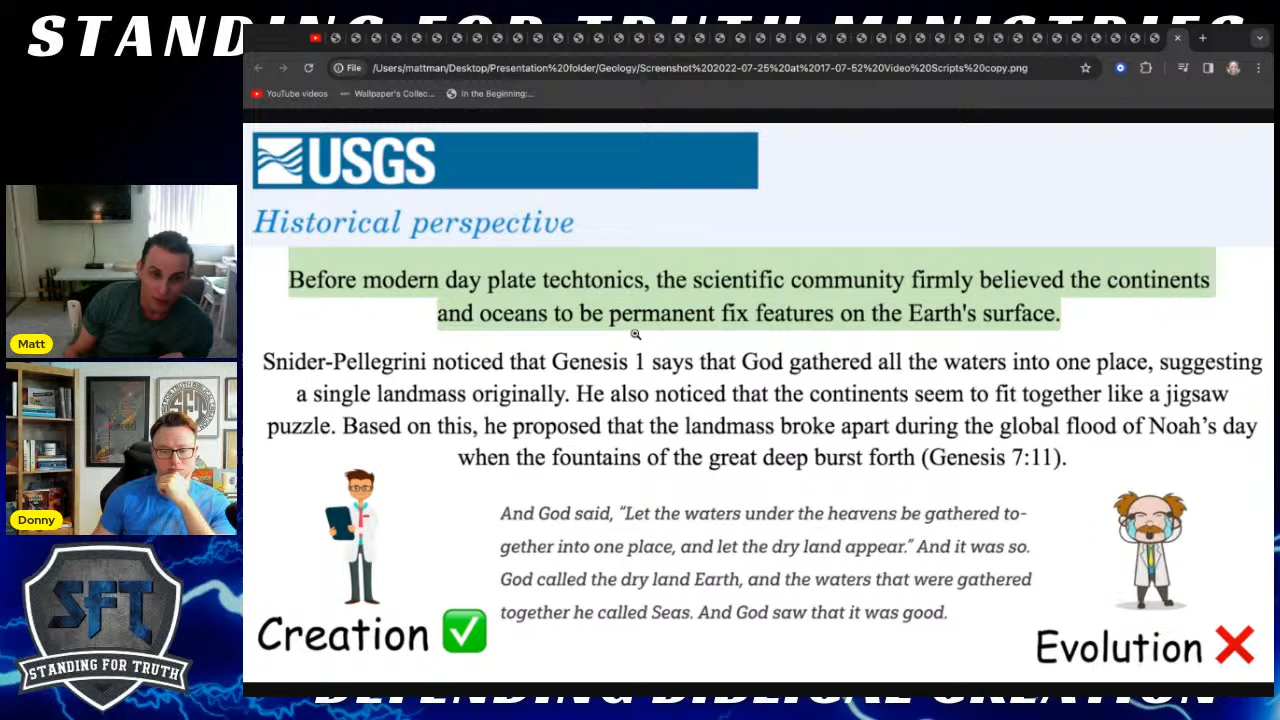 STANDING FOR TRUTH MINISTRIES
File
/Users/mattman/Desktop/Presentation%20folder/Geology/Screenshot%202022-07-25%20at%2017-07-52%20Video%20Scripts%20copy.png
YouTube videos
Wallpaper's Collec...
In the Beginning:...
USGS
Historical perspective
Before modern day plate techtonics, the scientific community firmly believed the continents
and oceans to be permanent fix features on the Earth's surface.
Snider-Pellegrini noticed that Genesis 1 says that God gathered all the waters into one place, suggesting
a single landmass originally. He also noticed that the continents seem to fit together like a jigsaw
puzzle. Based on this, he proposed that the landmass broke apart during the global flood of Noah's day
when the fountains of the great deep burst forth (Genesis 7:11).
And God said, “Let the waters under the heavens be gathered to-
gether into one place, and let the dry land appear.” And it was so.
God called the dry land Earth, and the waters that were gathered
together he called Seas. And God saw that it was good.
Creation
Evolution
Matt
Donny
SFT
STANDING FOR TRUTH
DEFENDING BIBLICAL CREATION